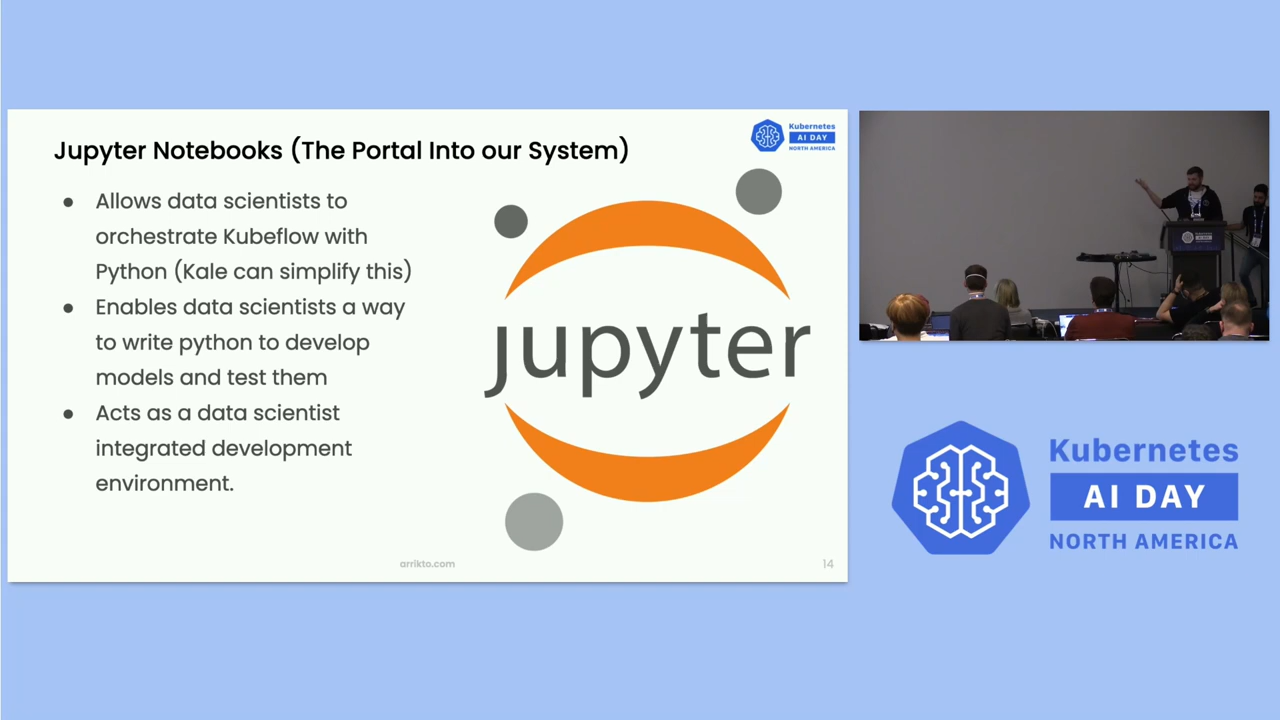 Jupyter Notebooks (The Portal Into our System)
Kubernetes
AI DAY
NORTH AMERICA
● Allows data scientists to
orchestrate Kubeflow with
Python (Kale can simplify this)
● Enables data scientists a way
to write python to develop
models and test them
● Acts as a data scientist
integrated development
environment.
jupyter
arrikto.com
14
Kubernetes
AI DAY
NORTH AMERICA